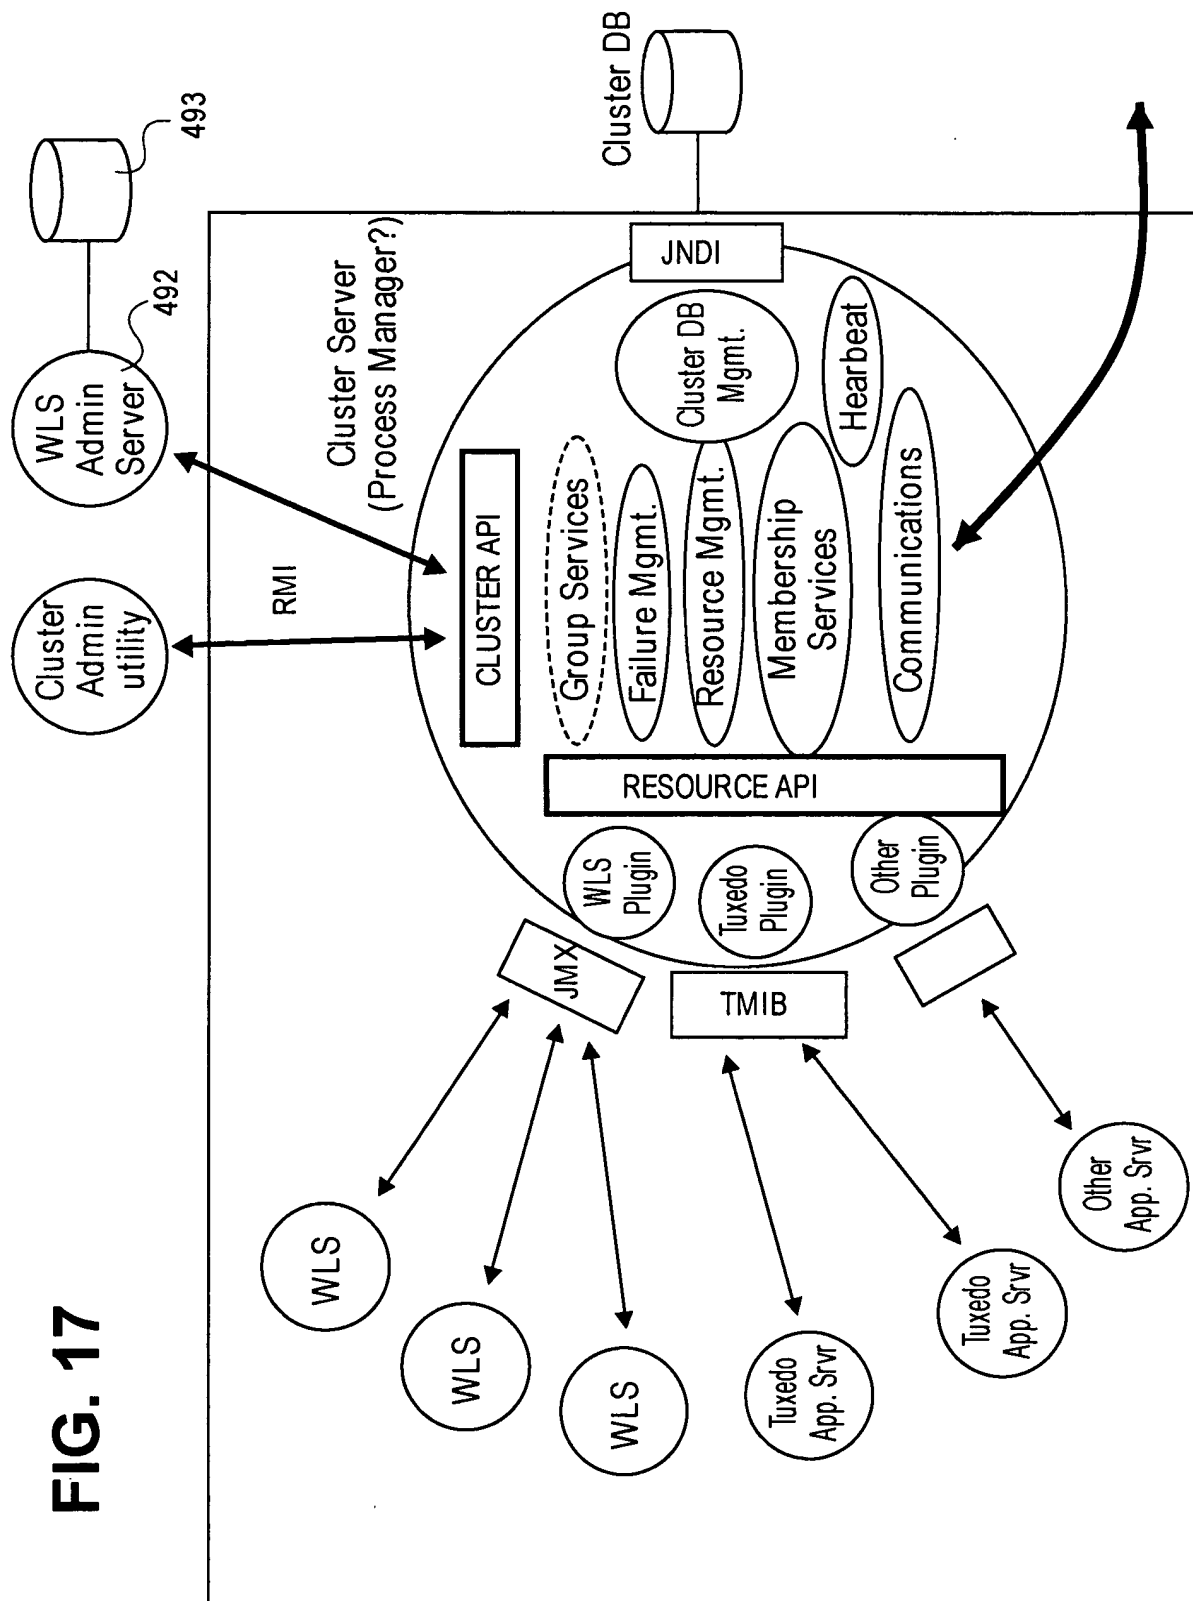 FIG. 17
Cluster
Admin
utility
WLS
Admin
Server
492
493
RMI
Cluster Server
(Process Manager?)
Cluster DB
CLUSTER API
Group Services
Failure Mgmt.
Resource Mgmt.
Membership
Services
Communications
Hearbeat
Cluster DB
Mgmt.
JNDI
RESOURCE API
WLS
Plugin
Tuxedo
Plugin
Other
Plugin
JMX
TMIB
WLS
WLS
WLS
Tuxedo
App. Srvr
Tuxedo
App. Srvr
Other
App. Srvr